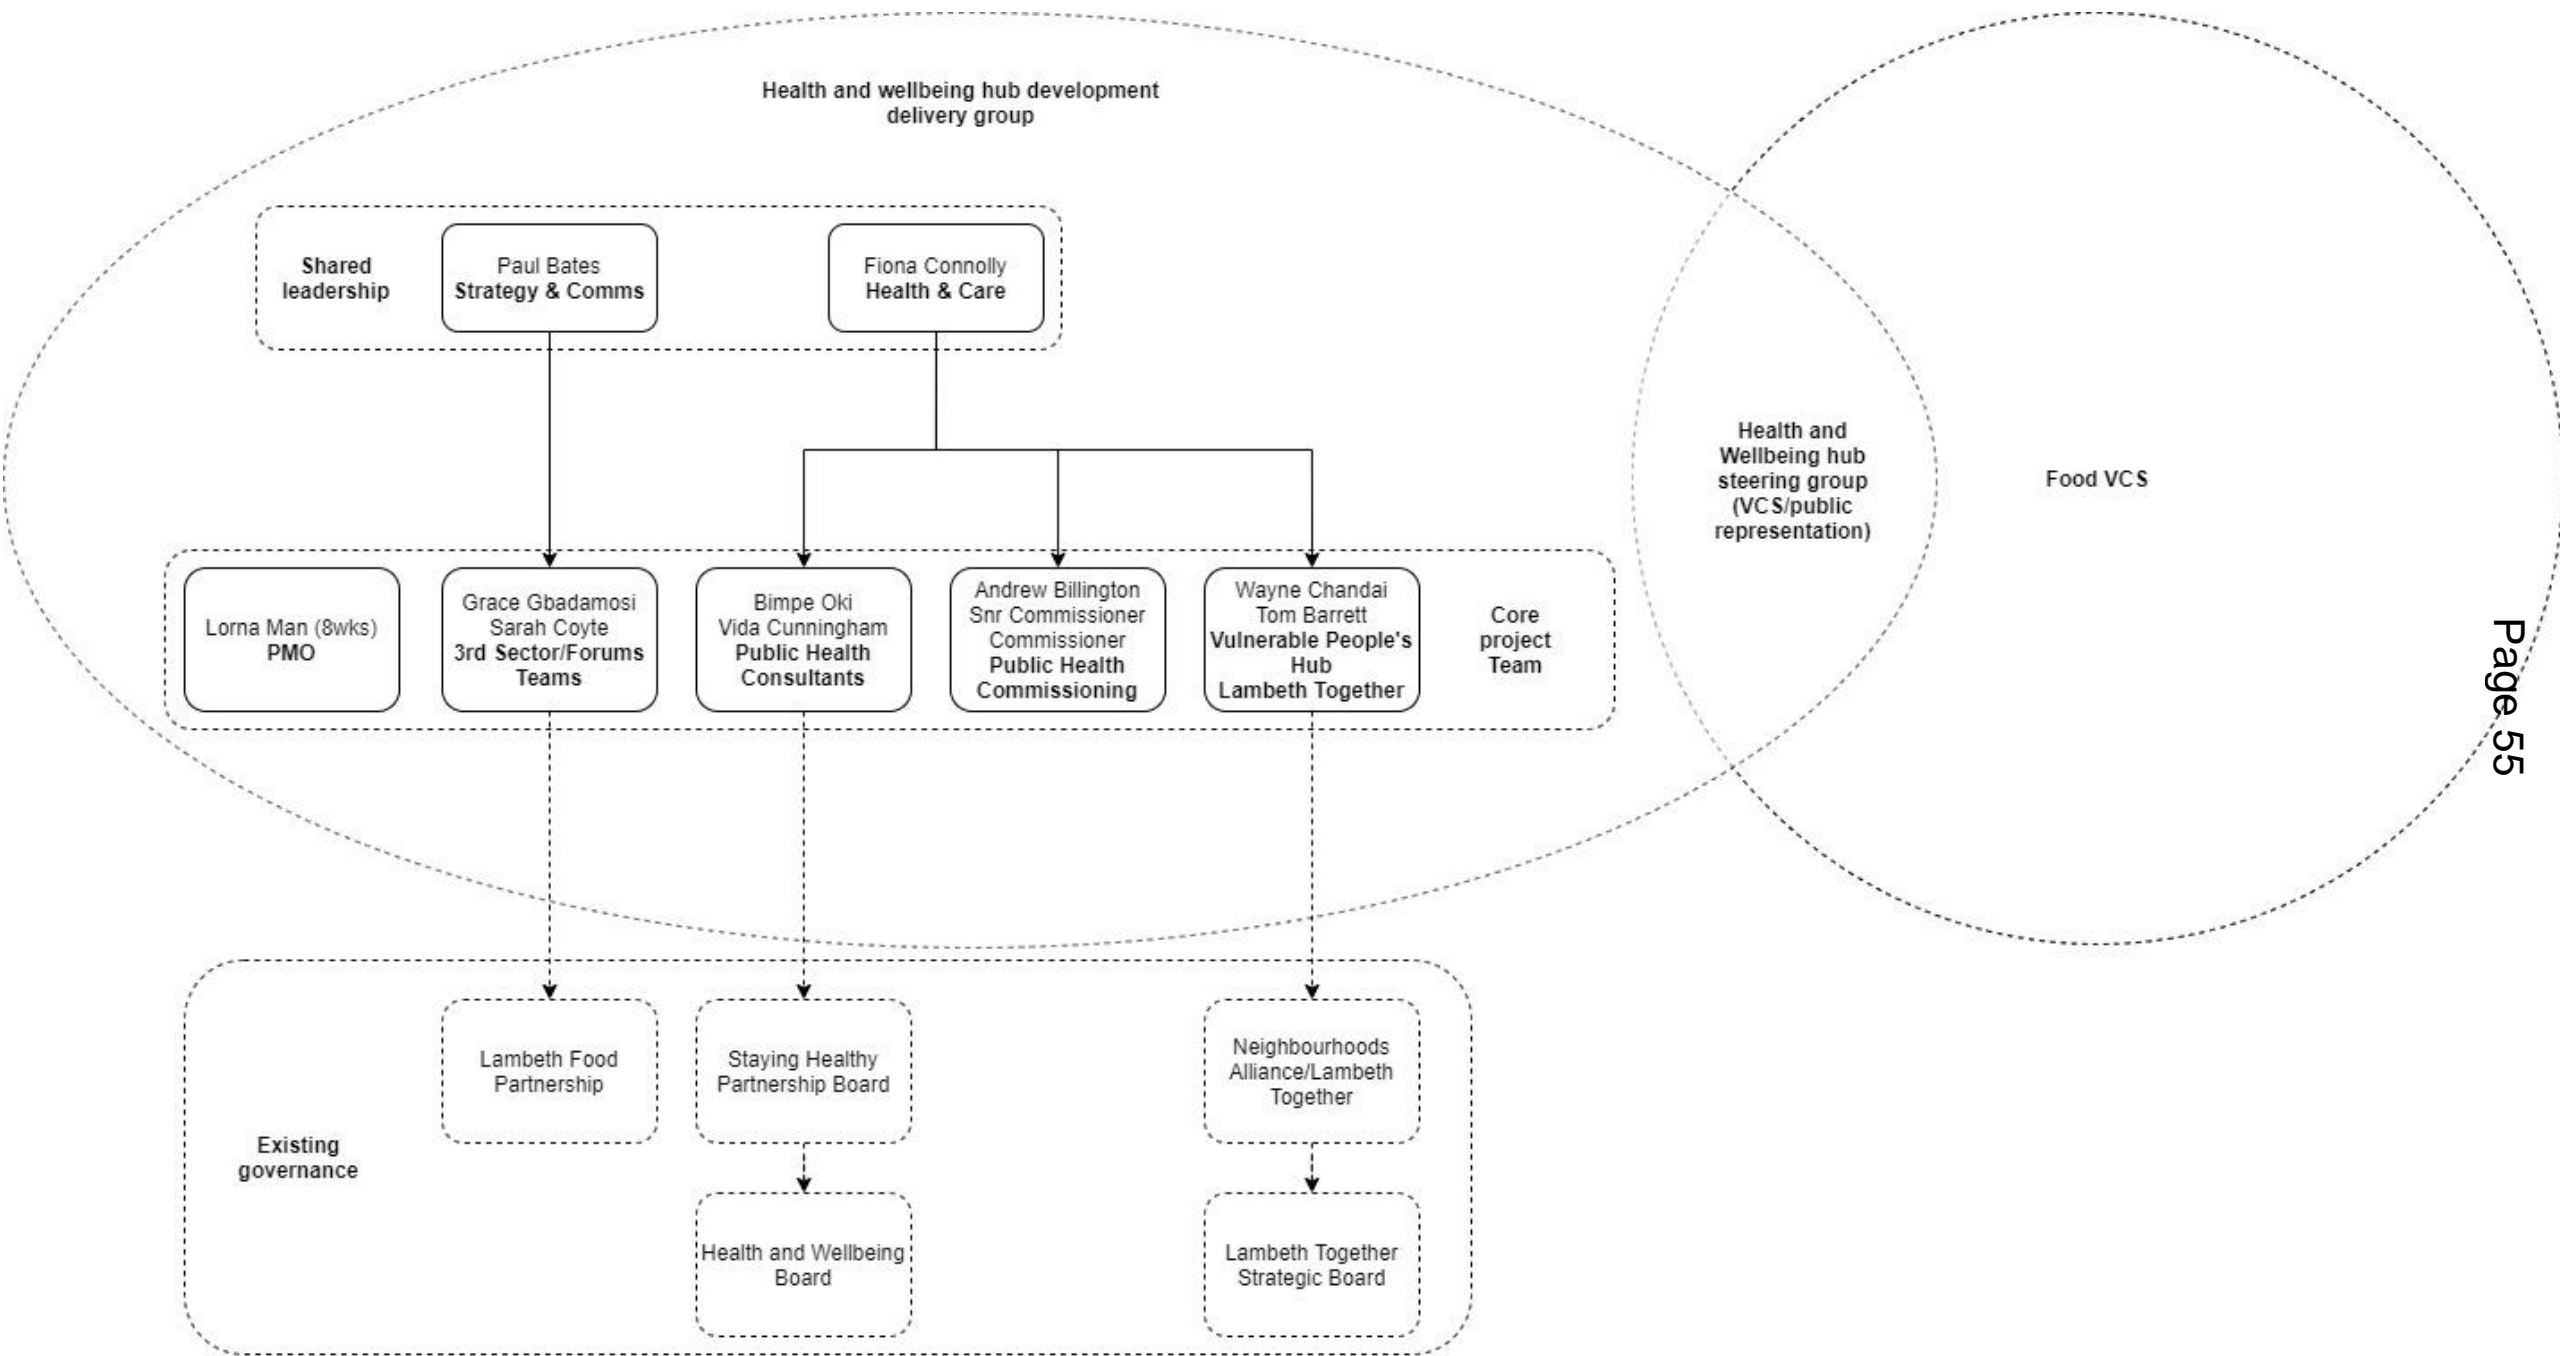 Health and wellbeing hub development
delivery group
Shared
leadership
Paul Bates
Strategy & Comms
Fiona Connolly
Health & Care
Health and
Wellbeing hub
steering group
(VCS/public
representation)
Food VCS
Lorna Man (8wks)
PMO
Grace Gbadamosi
Sarah Coyte
3rd Sector/Forums
Teams
Bimpe Oki
Vida Cunningham
Public Health
Consultants
Andrew Billington
Snr Commissioner
Commissioner
Public Health
Commissioning
Wayne Chandai
Tom Barrett
Vulnerable People's
Hub
Lambeth Together
Core
project
Team
Page 55
Existing
governance
Lambeth Food
Partnership
Staying Healthy
Partnership Board
Neighbourhoods
Alliance/Lambeth
Together
Health and Wellbeing
Board
Lambeth Together
Strategic Board